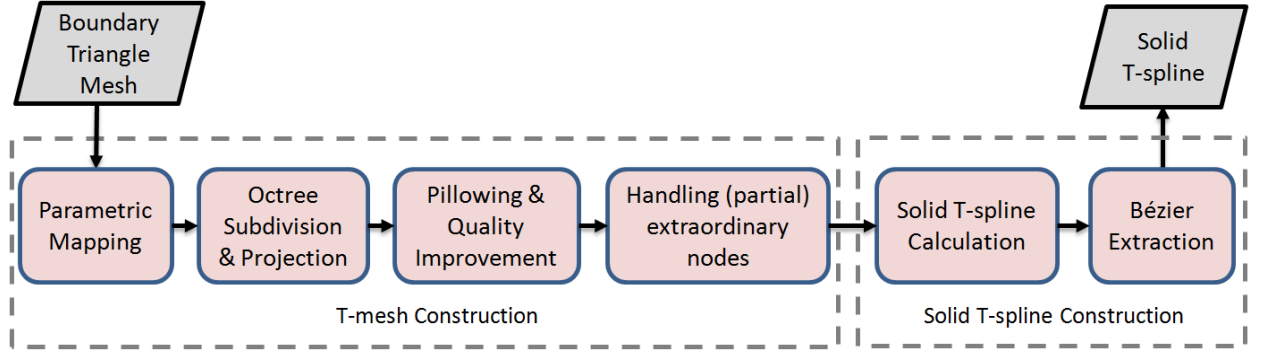 Boundary
Triangle
Mesh
Solid
T-spline
Parametric
Mapping
Octree
Subdivision
& Projection
Pillowing &
Quality
Improvement
Handling (partial)
extraordinary
nodes
Solid T-spline
Calculation
Bézier
Extraction
T-mesh Construction
Solid T-spline Construction